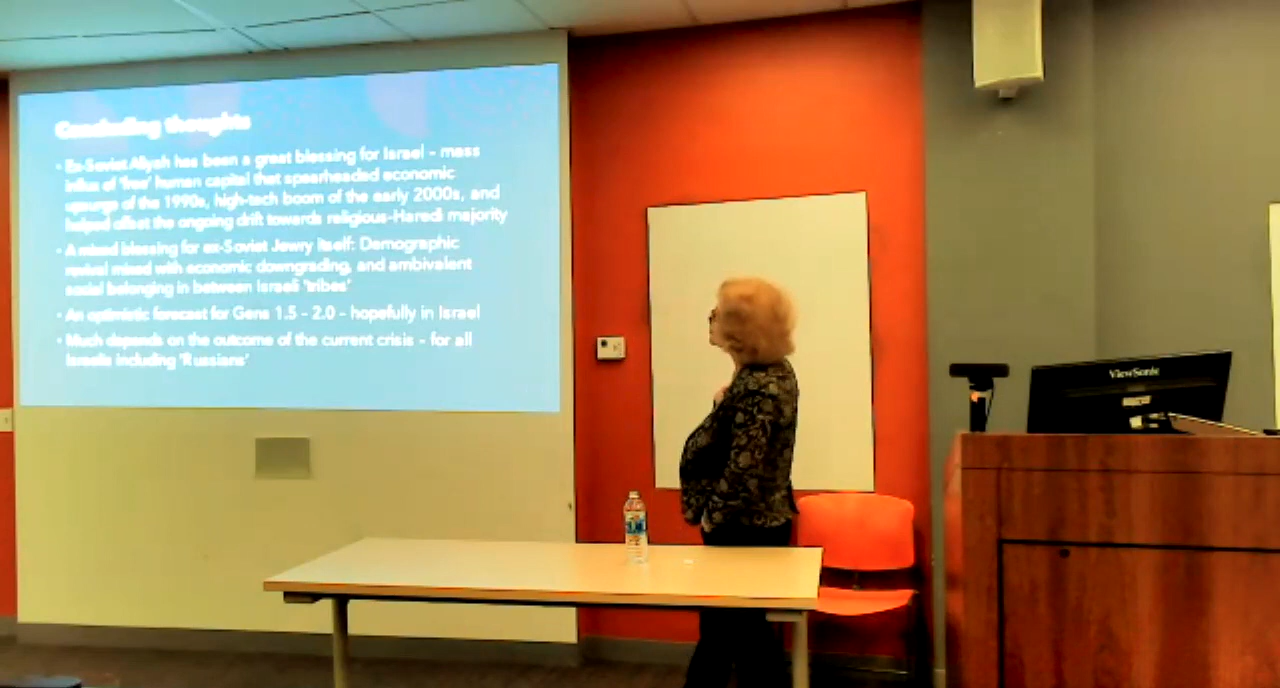 Concluding thoughts
• Ex-Soviet Aliyah has been a great blessing for Israel – mass
influx of 'free' human capital that spearheaded economic
upsurge of the 1990s, high-tech boom of the early 2000s, and
helped offset the ongoing drift towards religious-Haredi majority
• A mixed blessing for ex-Soviet Jewry itself: Demographic
revival mixed with economic downgrading, and ambivalent
social belonging in between Israeli 'tribes'
• An optimistic forecast for Gens 1.5 - 2.0 - hopefully in Israel
• Much depends on the outcome of the current crisis – for all
Israelis including 'Russians'
ViewSonic